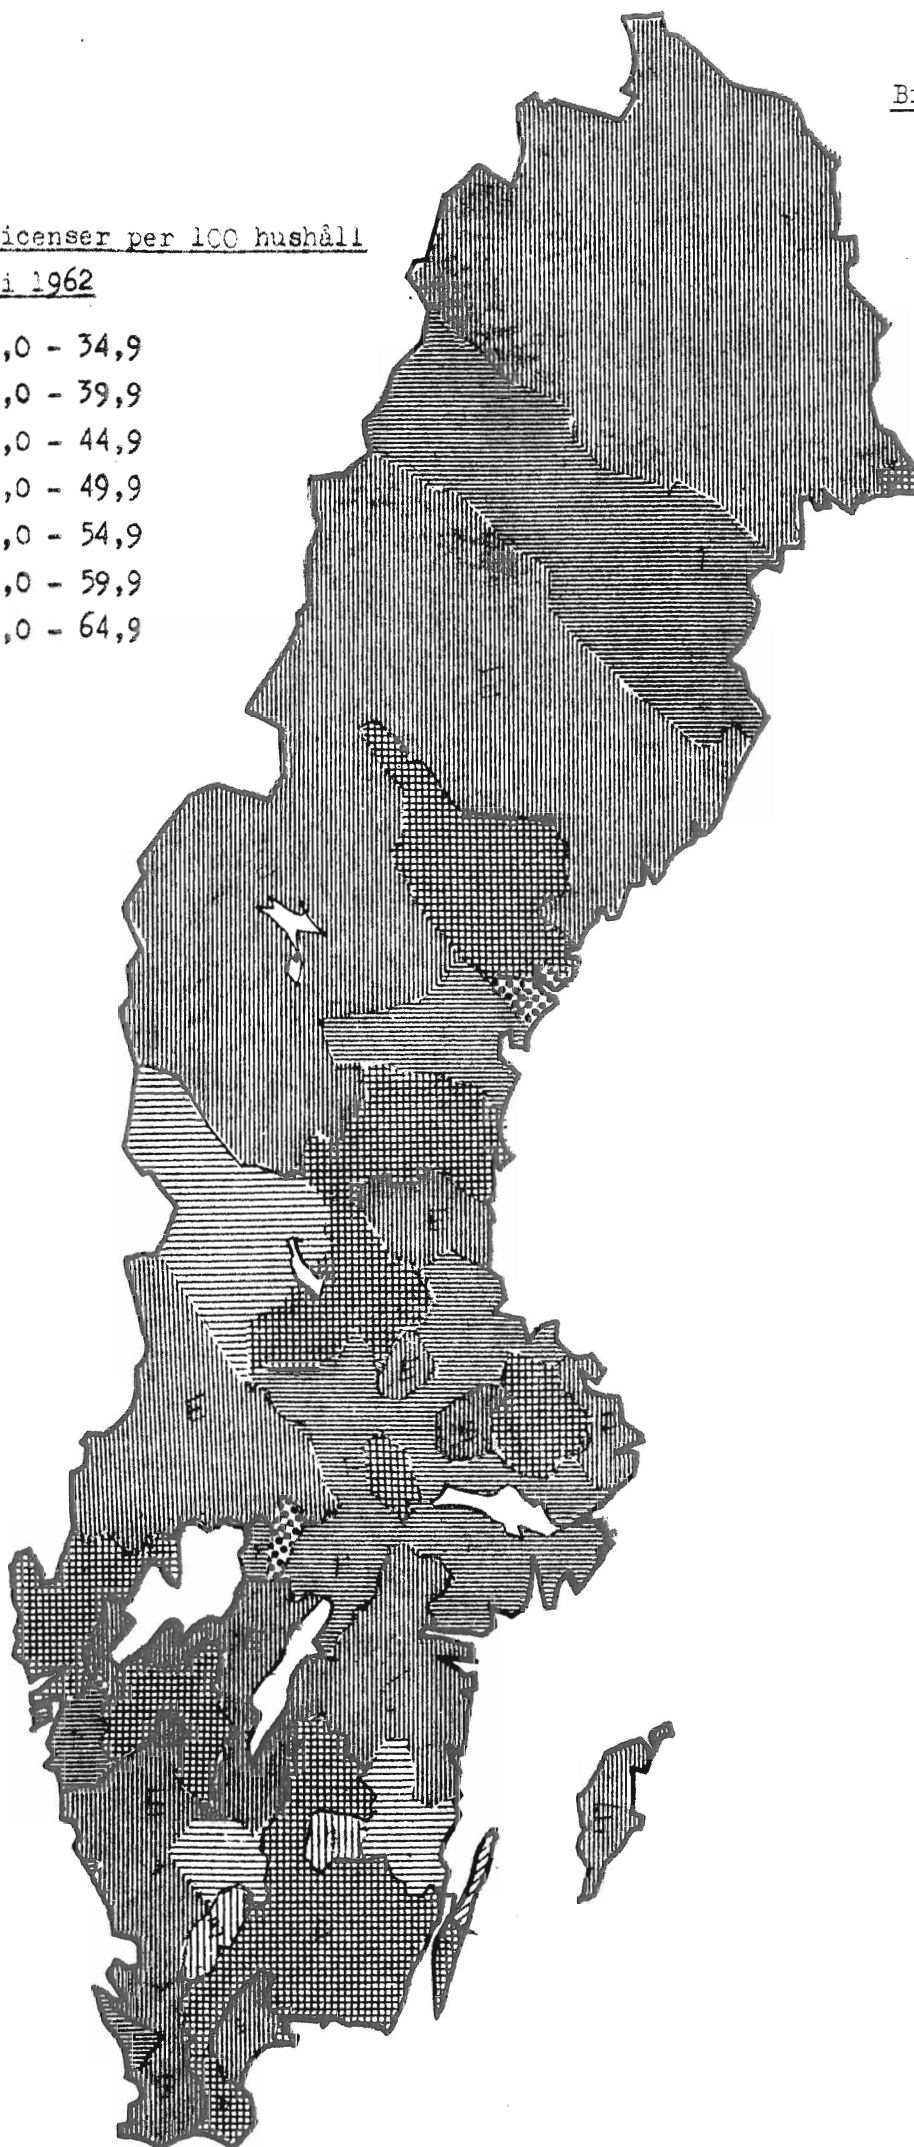 Bi
icenser per 100 hushåll
i 1962
,0 - 34,9
,0 - 39,9
,0 - 44,9
,0 - 49,9
,0 - 54,9
,0 - 59,9
,0 - 64,9